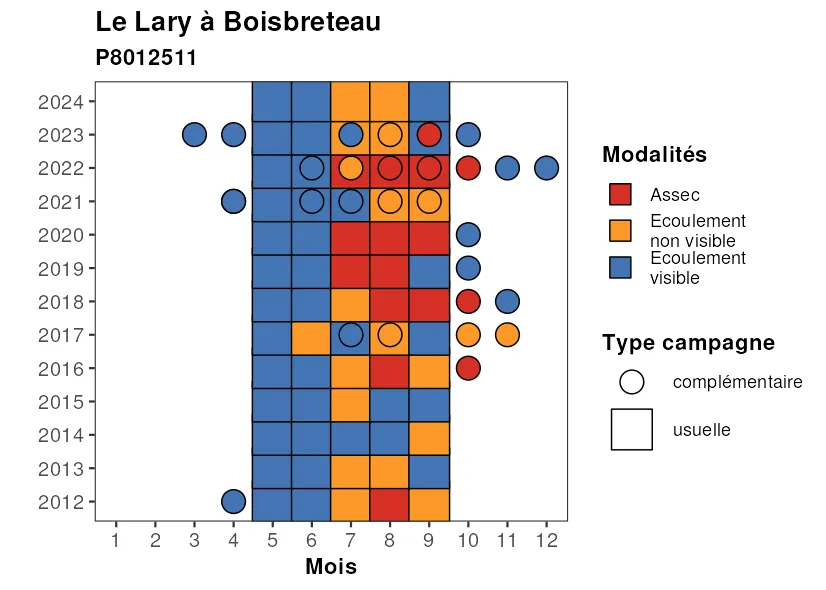 Le Lary à Boisbreteau
P8012511
2024
2023
2022
2021
2020
2019
2018
2017
2016
2015
2014
2013
2012
1 2 3 4 5 6 7 8 9 10 11 12
Mois
Modalités
Assec
Ecoulement
non visible
Ecoulement
visible
Type campagne
complémentaire
usuelle